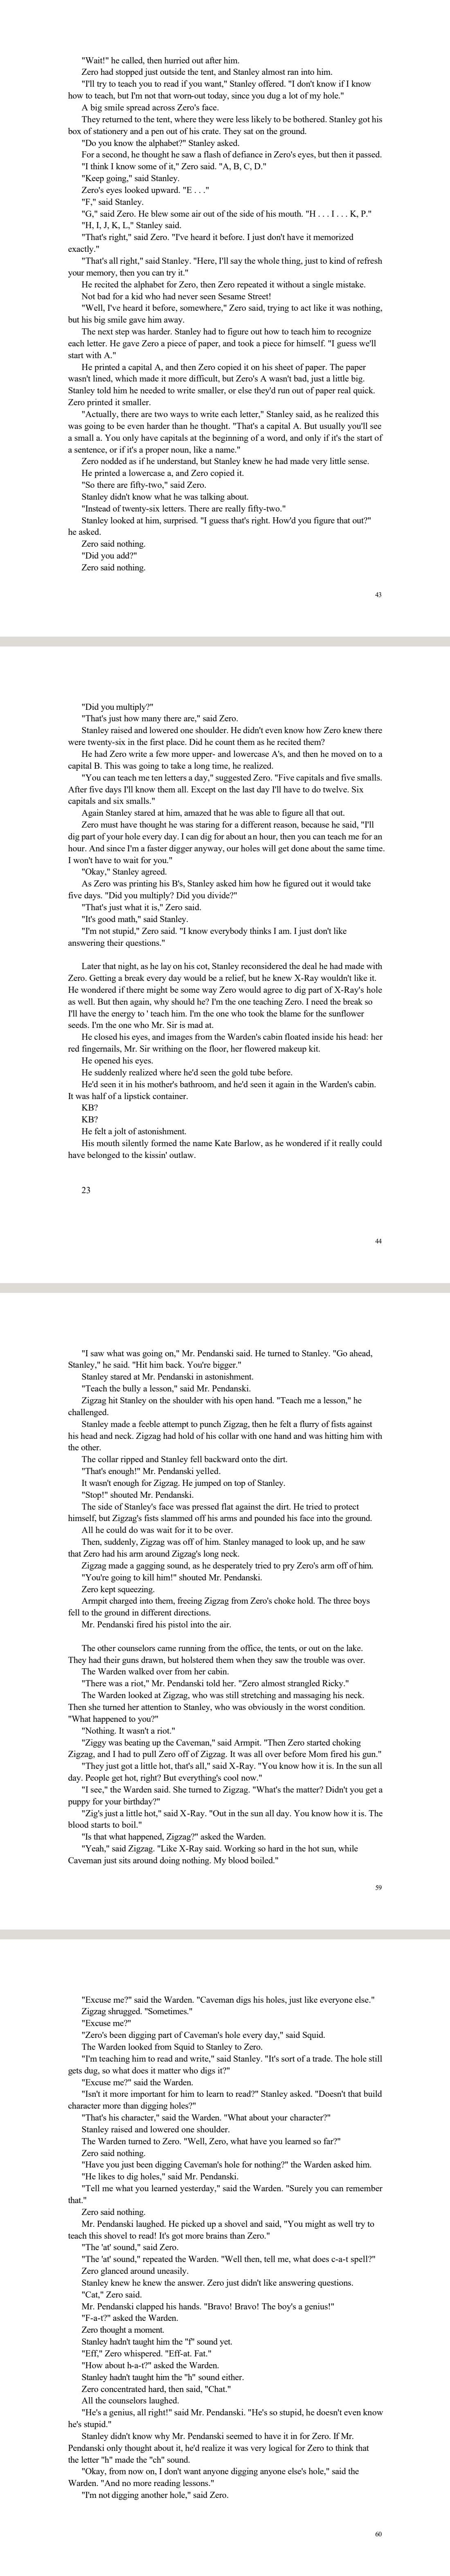 "Wait!" he called, then hurried out after him.
Zero had stopped just outside the tent, and Stanley almost ran into him.
"I'll try to teach you to read if you want," Stanley offered. "I don't know if I know
how to teach, but I'm not that worn-out today, since you dug a lot of my hole."
A big smile spread across Zero's face.
They returned to the tent, where they were less likely to be bothered. Stanley got his
box of stationery and a pen out of his crate. They sat on the ground.
"Do you know the alphabet?" Stanley asked.
For a second, he thought he saw a flash of defiance in Zero's eyes, but then it passed.
"I think I know some of it," Zero said. "A, B, C, D."
"Keep going," said Stanley.
Zero's eyes looked upward. "E . . ."
"F," said Stanley.
"G," said Zero. He blew some air out of the side of his mouth. "H . . . I . . . K, P."
"H, I, J, K, L," Stanley said.
"That's right," said Zero. "I've heard it before. I just don't have it memorized
exactly."
"That's all right," said Stanley. "Here, I'll say the whole thing, just to kind of refresh
your memory, then you can try it."
He recited the alphabet for Zero, then Zero repeated it without a single mistake.
Not bad for a kid who had never seen Sesame Street!
"Well, I've heard it before, somewhere," Zero said, trying to act like it was nothing,
but his big smile gave him away.
The next step was harder. Stanley had to figure out how to teach him to recognize
each letter. He gave Zero a piece of paper, and took a piece for himself. "I guess we'll
start with A."
He printed a capital A, and then Zero copied it on his sheet of paper. The paper
wasn't lined, which made it more difficult, but Zero's A wasn't bad, just a little big.
Stanley told him he needed to write smaller, or else they'd run out of paper real quick.
Zero printed it smaller.
"Actually, there are two ways to write each letter," Stanley said, as he realized this
was going to be even harder than he thought. "That's a capital A. But usually you'll see
a small a. You only have capitals at the beginning of a word, and only if it's the start of
a sentence, or if it's a proper noun, like a name."
Zero nodded as if he understand, but Stanley knew he had made very little sense.
He printed a lowercase a, and Zero copied it.
"So there are fifty-two," said Zero.
Stanley didn't know what he was talking about.
"Instead of twenty-six letters. There are really fifty-two."
Stanley looked at him, surprised. "I guess that's right. How'd you figure that out?"
he asked.
Zero said nothing.
"Did you add?"
Zero said nothing.
43
"Did you multiply?"
"That's just how many there are," said Zero.
Stanley raised and lowered one shoulder. He didn't even know how Zero knew there
were twenty-six in the first place. Did he count them as he recited them?
He had Zero write a few more upper- and lowercase A's, and then he moved on to a
capital B. This was going to take a long time, he realized.
"You can teach me ten letters a day," suggested Zero. "Five capitals and five smalls.
After five days I'll know them all. Except on the last day I'll have to do twelve. Six
capitals and six smalls."
Again Stanley stared at him, amazed that he was able to figure all that out.
Zero must have thought he was staring for a different reason, because he said, "I'll
dig part of your hole every day. I can dig for about an hour, then you can teach me for an
hour. And since I'm a faster digger anyway, our holes will get done about the same time.
I won't have to wait for you."
"Okay," Stanley agreed.
As Zero was printing his B's, Stanley asked him how he figured out it would take
five days. "Did you multiply? Did you divide?"
"That's just what it is," Zero said.
"It's good math," said Stanley.
"I'm not stupid," Zero said. "I know everybody thinks I am. I just don't like
answering their questions."
Later that night, as he lay on his cot, Stanley reconsidered the deal he had made with
Zero. Getting a break every day would be a relief, but he knew X-Ray wouldn't like it.
He wondered if there might be some way Zero would agree to dig part of X-Ray's hole
as well. But then again, why should he? I'm the one teaching Zero. I need the break so
I'll have the energy to ' teach him. I'm the one who took the blame for the sunflower
seeds. I'm the one who Mr. Sir is mad at.
He closed his eyes, and images from the Warden's cabin floated inside his head: her
red fingernails, Mr. Sir writhing on the floor, her flowered makeup kit.
He opened his eyes.
He suddenly realized where he'd seen the gold tube before.
He'd seen it in his mother's bathroom, and he'd seen it again in the Warden's cabin.
It was half of a lipstick container.
KB?
KB?
He felt a jolt of astonishment.
His mouth silently formed the name Kate Barlow, as he wondered if it really could
have belonged to the kissin' outlaw.
23
44
"I saw what was going on," Mr. Pendanski said. He turned to Stanley. "Go ahead,
Stanley," he said. "Hit him back. You're bigger."
Stanley stared at Mr. Pendanski in astonishment.
"Teach the bully a lesson," said Mr. Pendanski.
Zigzag hit Stanley on the shoulder with his open hand. "Teach me a lesson," he
challenged.
Stanley made a feeble attempt to punch Zigzag, then he felt a flurry of fists against
his head and neck. Zigzag had hold of his collar with one hand and was hitting him with
the other.
The collar ripped and Stanley fell backward onto the dirt.
"That's enough!" Mr. Pendanski yelled.
It wasn't enough for Zigzag. He jumped on top of Stanley.
"Stop!" shouted Mr. Pendanski.
The side of Stanley's face was pressed flat against the dirt. He tried to protect
himself, but Zigzag's fists slammed off his arms and pounded his face into the ground.
All he could do was wait for it to be over.
Then, suddenly, Zigzag was off of him. Stanley managed to look up, and he saw
that Zero had his arm around Zigzag's long neck.
Zigzag made a gagging sound, as he desperately tried to pry Zero's arm off of him.
"You're going to kill him!" shouted Mr. Pendanski.
Zero kept squeezing.
Armpit charged into them, freeing Zigzag from Zero's choke hold. The three boys
fell to the ground in different directions.
Mr. Pendanski fired his pistol into the air.
The other counselors came running from the office, the tents, or out on the lake.
They had their guns drawn, but holstered them when they saw the trouble was over.
The Warden walked over from her cabin.
"There was a riot," Mr. Pendanski told her. "Zero almost strangled Ricky."
The Warden looked at Zigzag, who was still stretching and massaging his neck.
Then she turned her attention to Stanley, who was obviously in the worst condition.
"What happened to you?"
"Nothing. It wasn't a riot."
"Ziggy was beating up the Caveman," said Armpit. "Then Zero started choking
Zigzag, and I had to pull Zero off of Zigzag. It was all over before Mom fired his gun."
"They just got a little hot, that's all," said X-Ray. "You know how it is. In the sun all
day. People get hot, right? But everything's cool now."
"I see," the Warden said. She turned to Zigzag. "What's the matter? Didn't you get a
puppy for your birthday?"
"Zig's just a little hot," said X-Ray. "Out in the sun all day. You know how it is. The
blood starts to boil."
"Is that what happened, Zigzag?" asked the Warden.
"Yeah," said Zigzag. "Like X-Ray said. Working so hard in the hot sun, while
Caveman just sits around doing nothing. My blood boiled."
59
"Excuse me?" said the Warden. "Caveman digs his holes, just like everyone else."
Zigzag shrugged. "Sometimes."
"Excuse me?"
"Zero's been digging part of Caveman's hole every day," said Squid.
The Warden looked from Squid to Stanley to Zero.
"I'm teaching him to read and write," said Stanley. "It's sort of a trade. The hole still
gets dug, so what does it matter who digs it?"
"Excuse me?" said the Warden.
"Isn't it more important for him to learn to read?" Stanley asked. "Doesn't that build
character more than digging holes?"
"That's his character," said the Warden. "What about your character?"
Stanley raised and lowered one shoulder.
The Warden turned to Zero. "Well, Zero, what have you learned so far?"
Zero said nothing.
"Have you just been digging Caveman's hole for nothing?" the Warden asked him.
"He likes to dig holes," said Mr. Pendanski.
"Tell me what you learned yesterday," said the Warden. "Surely you can remember
that."
Zero said nothing.
Mr. Pendanski laughed. He picked up a shovel and said, "You might as well try to
teach this shovel to read! It's got more brains than Zero."
"The 'at' sound," said Zero.
"The 'at' sound," repeated the Warden. "Well then, tell me, what does c-a-t spell?"
Zero glanced around uneasily.
Stanley knew he knew the answer. Zero just didn't like answering questions.
"Cat," Zero said.
Mr. Pendanski clapped his hands. "Bravo! Bravo! The boy's a genius!"
"F-a-t?" asked the Warden.
Zero thought a moment.
Stanley hadn't taught him the "f" sound yet.
"Eff," Zero whispered. "Eff-at. Fat."
"How about h-a-t?" asked the Warden.
Stanley hadn't taught him the "h" sound either.
Zero concentrated hard, then said, "Chat."
All the counselors laughed.
"He's a genius, all right!" said Mr. Pendanski. "He's so stupid, he doesn't even know
he's stupid."
Stanley didn't know why Mr. Pendanski seemed to have it in for Zero. If Mr.
Pendanski only thought about it, he'd realize it was very logical for Zero to think that
the letter "h" made the "ch" sound.
"Okay, from now on, I don't want anyone digging anyone else's hole," said the
Warden. "And no more reading lessons."
"I'm not digging another hole," said Zero.
60